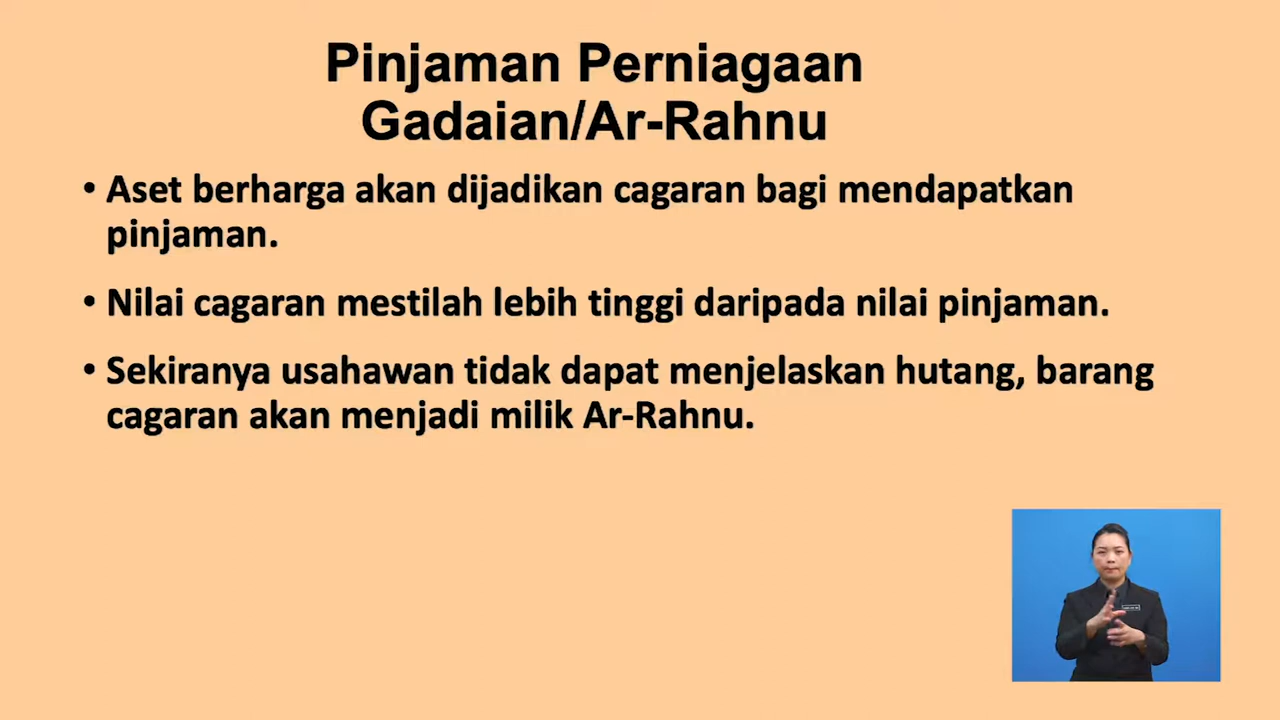 Pinjaman Perniagaan
Gadaian/Ar-Rahnu
• Aset berharga akan dijadikan cagaran bagi mendapatkan
pinjaman.
• Nilai cagaran mestilah lebih tinggi daripada nilai pinjaman.
• Sekiranya usahawan tidak dapat menjelaskan hutang, barang
cagaran akan menjadi milik Ar-Rahnu.